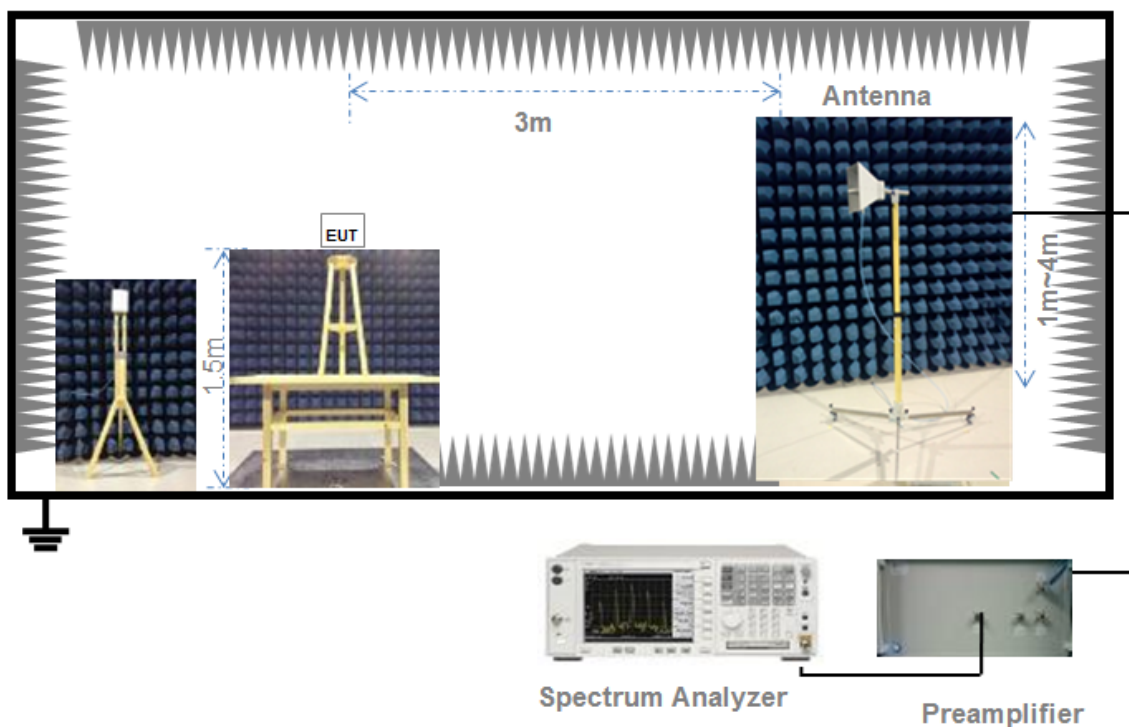 Antenna
3m
EUT
1.5m
1m~4m
Spectrum Analyzer
Preamplifier